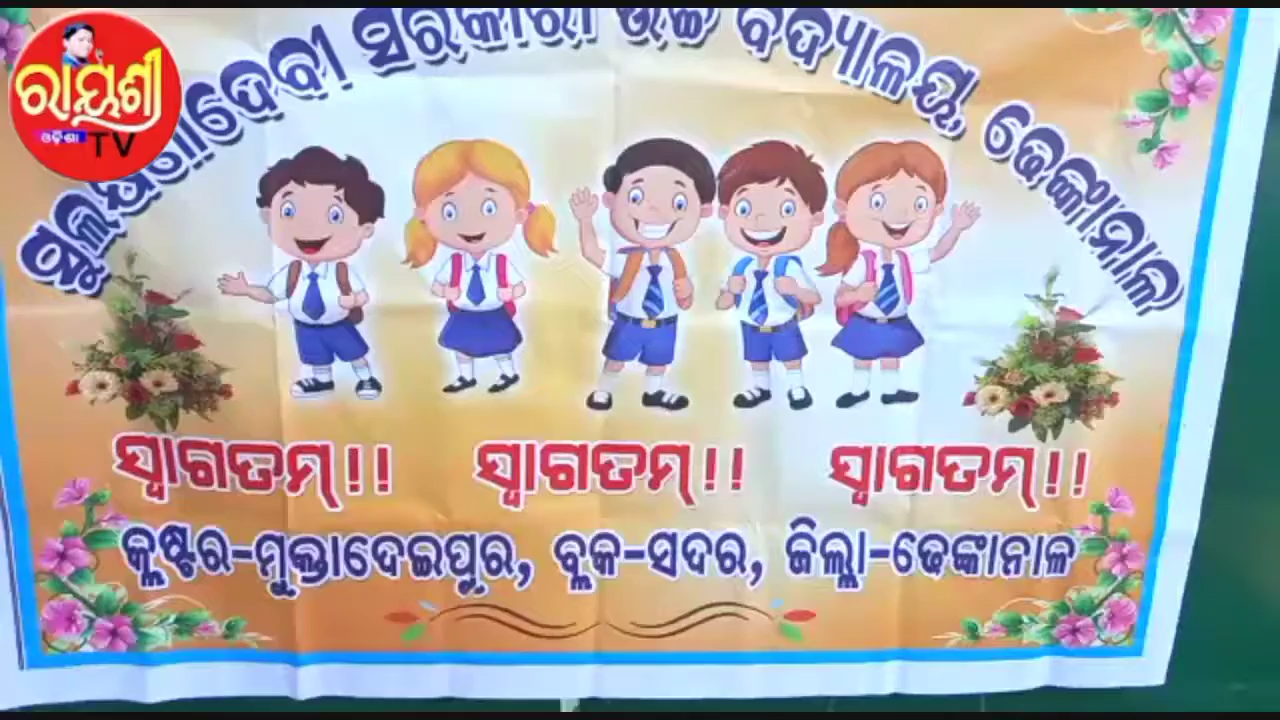 ରାୟଶ୍ରୀ
ଓଡ଼ିଶା TV
ସରକାରୀ ଉଚ୍ଚ ବିଦ୍ୟାଳୟ, ଢେଙ୍କାନାଳ
ସ୍ୱାଗତମ୍!! ସ୍ୱାଗତମ୍!! ସ୍ୱାଗତମ୍!!
କ୍ଲଷ୍ଟର-ମୁକ୍ତାଦେଇପୁର, ବ୍ଲକ-ସଦର, ଜିଲ୍ଲା-ଢେଙ୍କାନାଳ